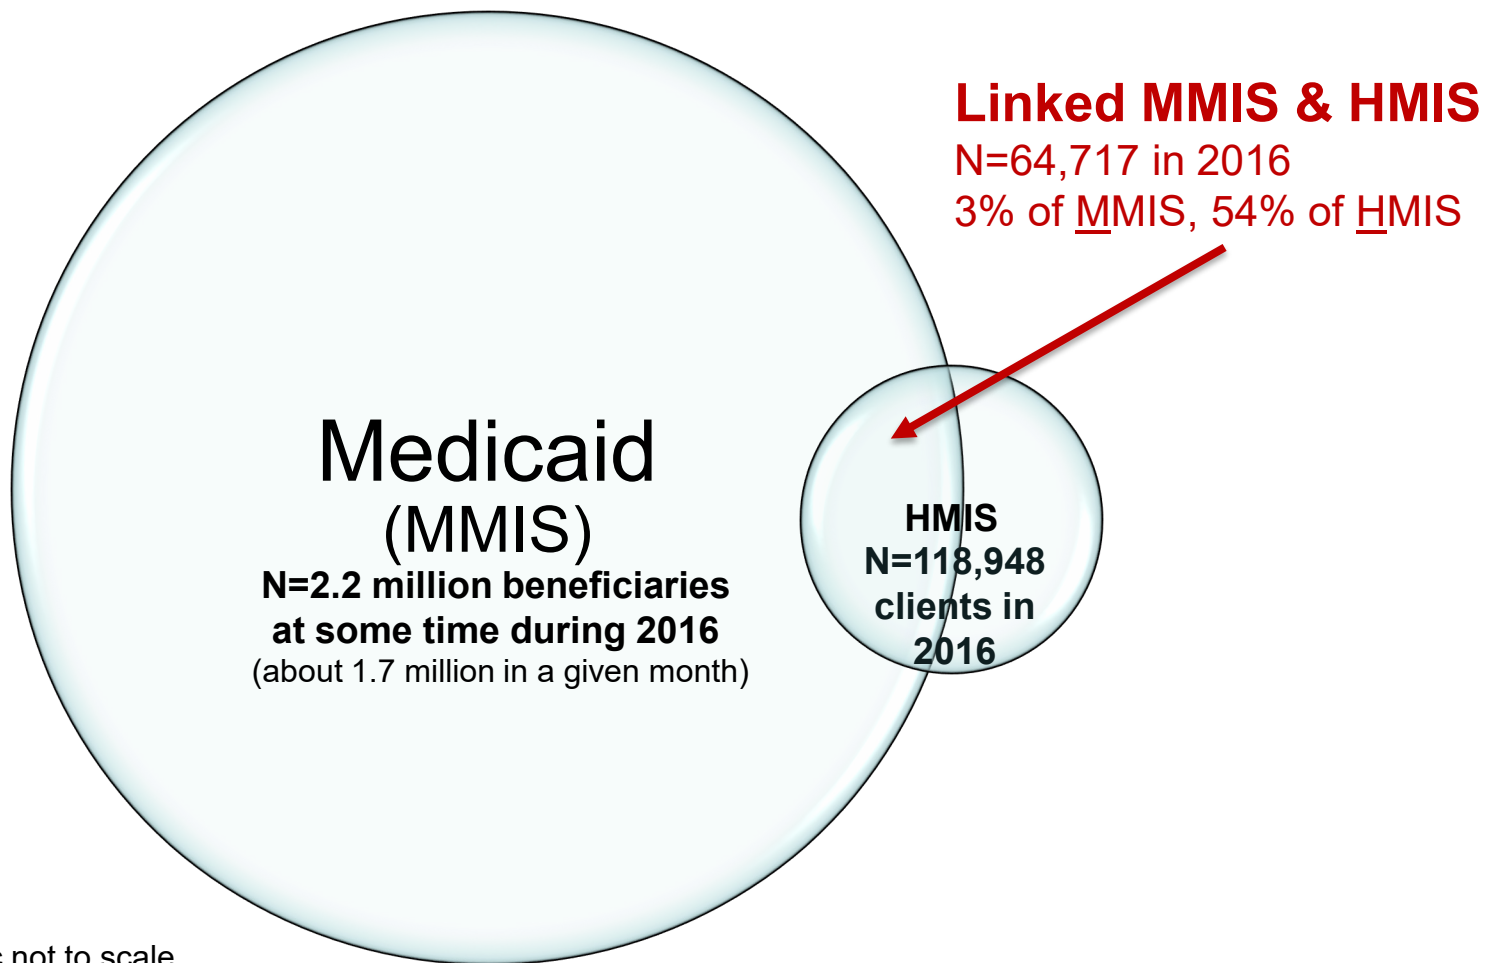 Linked MMIS & HMIS
N=64,717 in 2016
3% of MMIS, 54% of HMIS
Medicaid
(MMIS)
N=2.2 million beneficiaries
at some time during 2016
(about 1.7 million in a given month)
HMIS
N=118,948
clients in
2016
not to scale